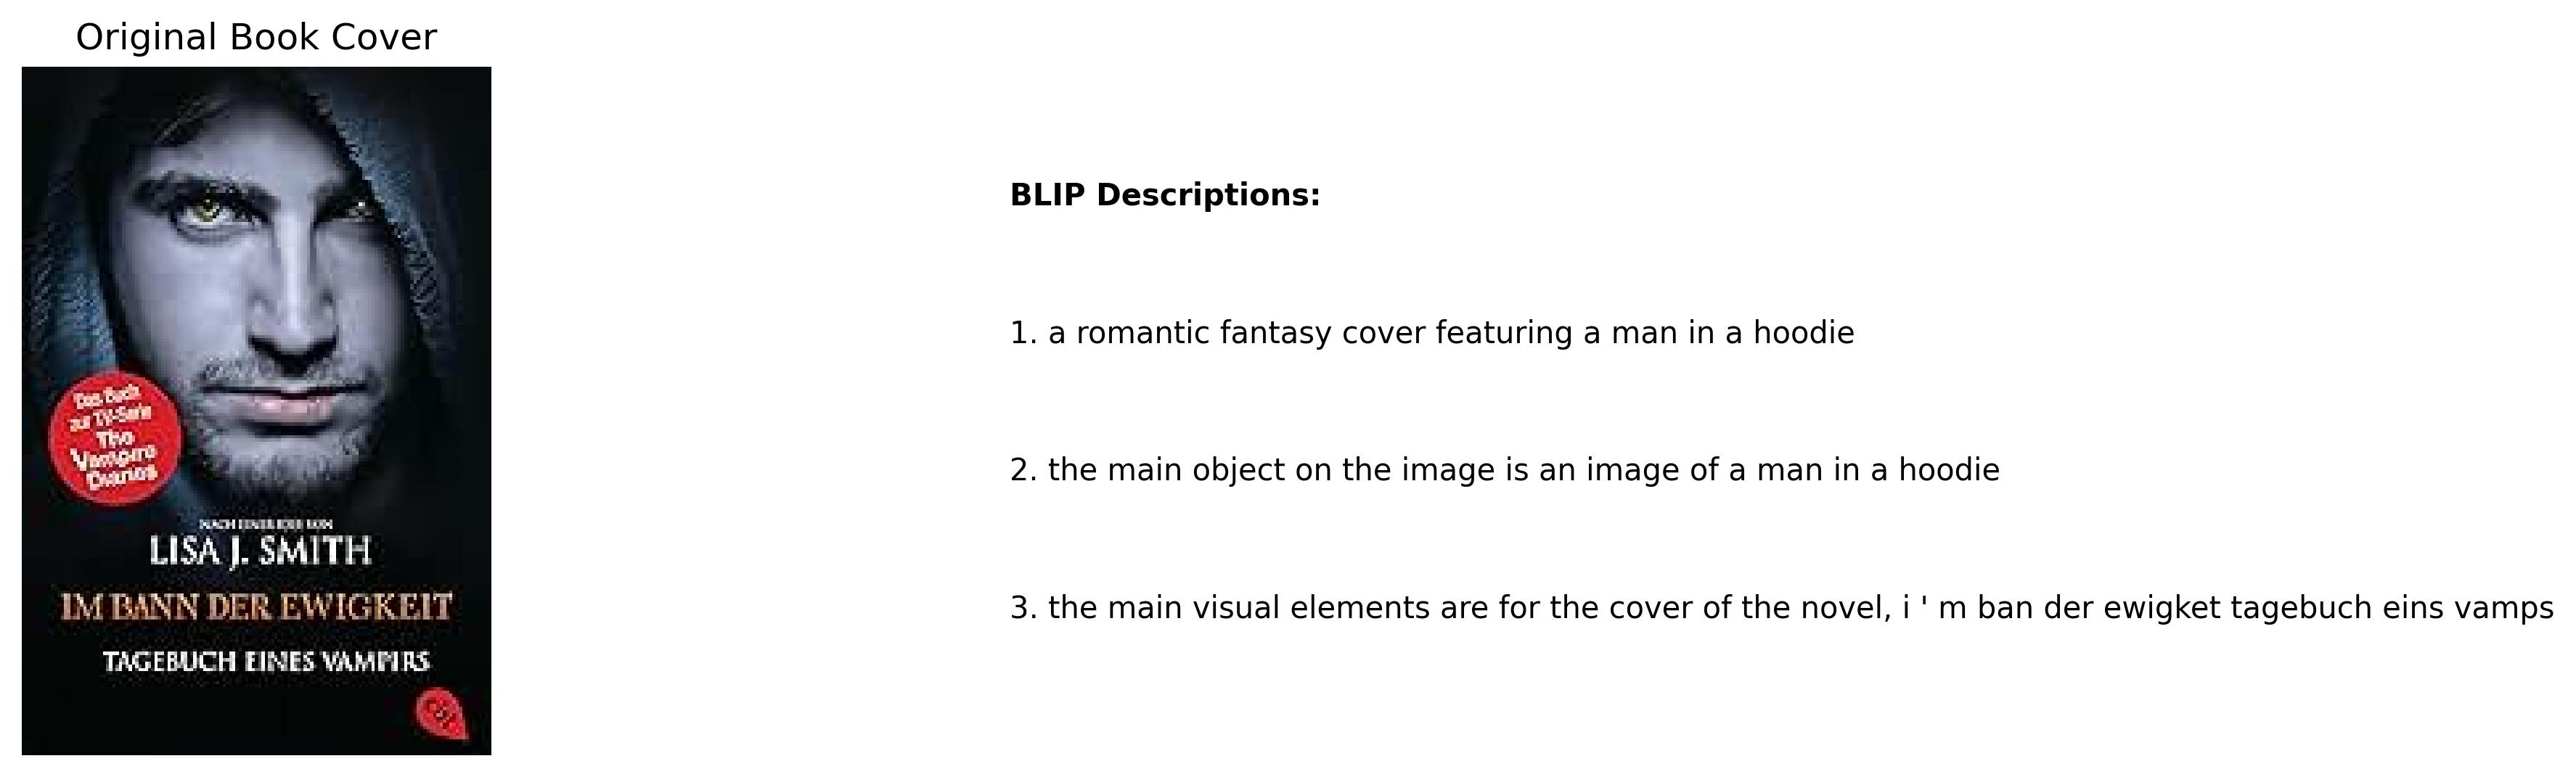 Original Book Cover
Das Buch
zur TV-Serie
The
Vampire
Diaries
NACH EINER IDEE VON
LISA J. SMITH
IM BANN DER EWIGKEIT
TAGEBUCH EINES VAMPIRS
cbt
BLIP Descriptions:
1. a romantic fantasy cover featuring a man in a hoodie
2. the main object on the image is an image of a man in a hoodie
3. the main visual elements are for the cover of the novel, i ' m ban der ewigket tagebuch eins vamps